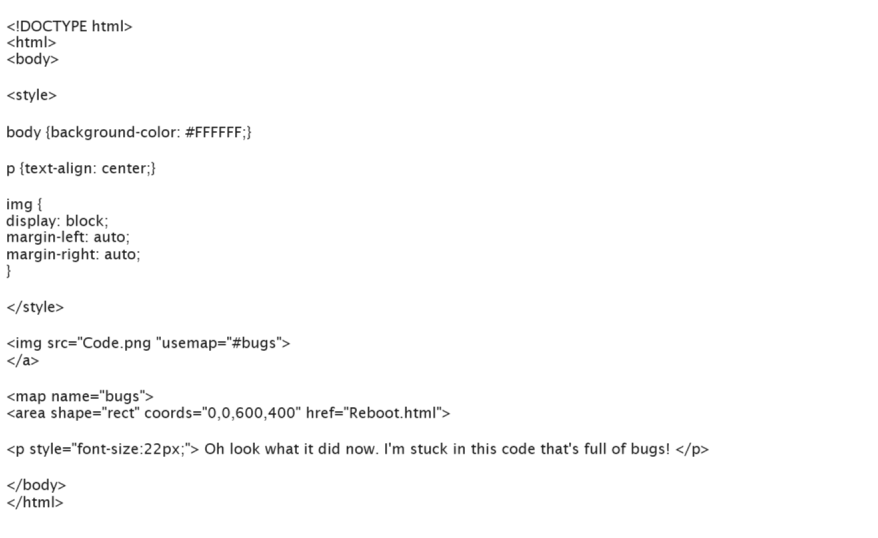 <!DOCTYPE html>
<html>
<body>
<style>
body {background-color: #FFFFFF;}
p {text-align: center;}
img {
display: block;
margin-left: auto;
margin-right: auto;
}
</style>
<img src="Code.png "usemap="#bugs">
</a>
<map name="bugs">
<area shape="rect" coords="0,0,600,400" href="Reboot.html">
<p style="font-size:22px;"> Oh look what it did now. I'm stuck in this code that's full of bugs! </p>
</body>
</html>